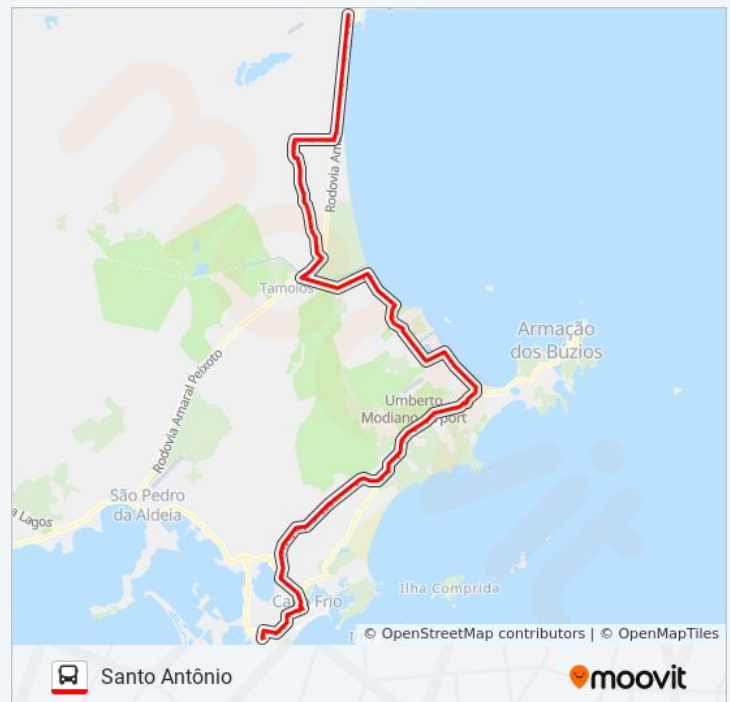 Rodovia Am
Tamoios
Armação
dos Búzios
Umberto
Modiano
port
Rodovia Amaral Peixoto
São Pedro
da Aldeia
a Lagos
Ilha Comprida
Ca
Frio
I
© OpenStreetMap contributors | © OpenMapTiles
Santo Antônio
moovit